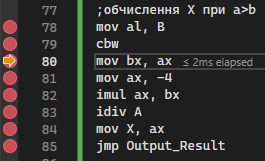 77 ;обчислення X при a>b
78 mov al, B
79 cbw
80 mov bx, ax ≤ 2ms elapsed
81 mov ax, -4
82 imul ax, bx
83 idiv A
84 mov X, ax
85 jmp Output_Result